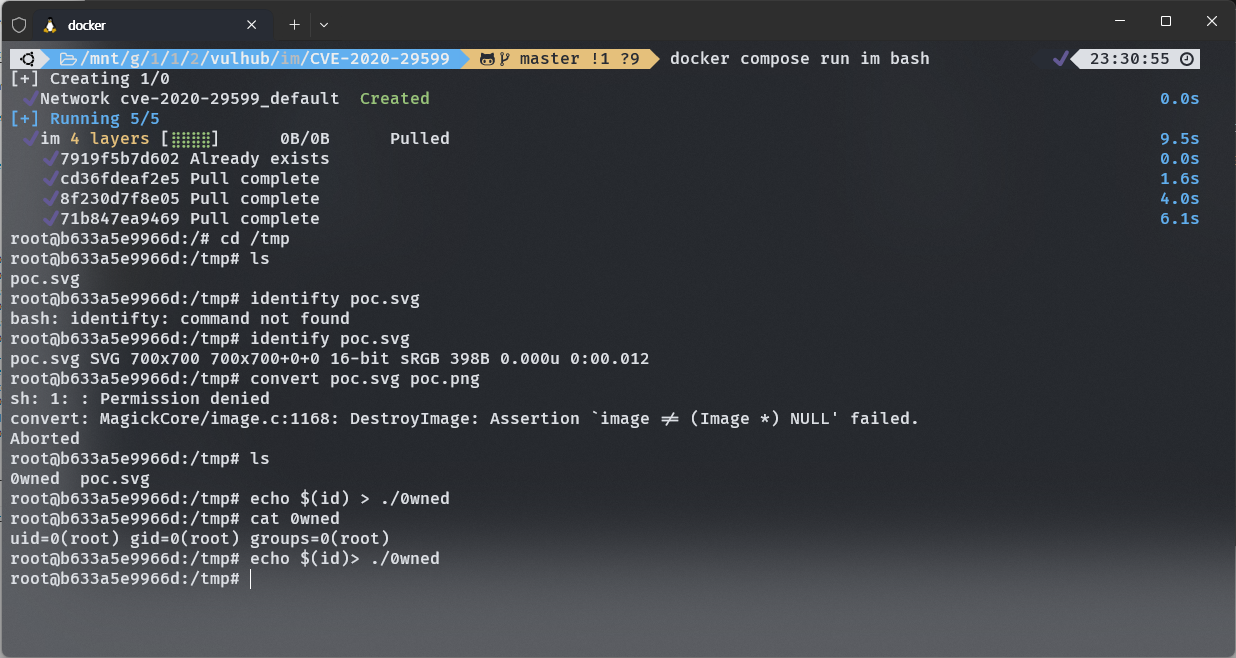 docker
/mnt/g/1/1/2/vulhub/im/CVE-2020-29599 master !1 ?9 docker compose run im bash 23:30:55
[+] Creating 1/0
✔Network cve-2020-29599_default Created 0.0s
[+] Running 5/5
✔im 4 layers [⣿⣿⣿⣿] 0B/0B Pulled 9.5s
✔7919f5b7d602 Already exists 0.0s
✔cd36fdeaf2e5 Pull complete 1.6s
✔8f230d7f8e05 Pull complete 4.0s
✔71b847ea9469 Pull complete 6.1s
root@b633a5e9966d:/# cd /tmp
root@b633a5e9966d:/tmp# ls
poc.svg
root@b633a5e9966d:/tmp# identifty poc.svg
bash: identifty: command not found
root@b633a5e9966d:/tmp# identify poc.svg
poc.svg SVG 700x700 700x700+0+0 16-bit sRGB 398B 0.000u 0:00.012
root@b633a5e9966d:/tmp# convert poc.svg poc.png
sh: 1: : Permission denied
convert: MagickCore/image.c:1168: DestroyImage: Assertion `image != (Image *) NULL' failed.
Aborted
root@b633a5e9966d:/tmp# ls
0wned poc.svg
root@b633a5e9966d:/tmp# echo $(id) > ./0wned
root@b633a5e9966d:/tmp# cat 0wned
uid=0(root) gid=0(root) groups=0(root)
root@b633a5e9966d:/tmp# echo $(id)> ./0wned
root@b633a5e9966d:/tmp#